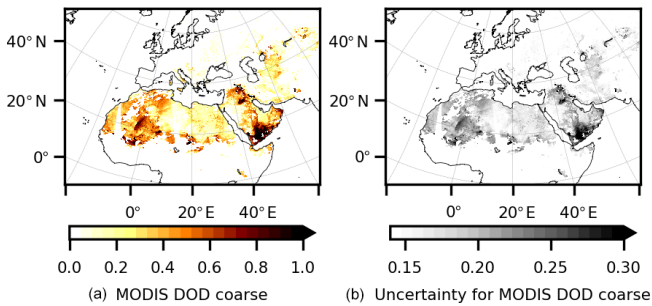 40°N
20°N
0°
0°
20°E
40°E
0.0
0.2
0.4
0.6
0.8
1.0
(a) MODIS DOD coarse
40°N
20°N
0°
0°
20°E
40°E
0.15
0.20
0.25
0.30
(b) Uncertainty for MODIS DOD coarse